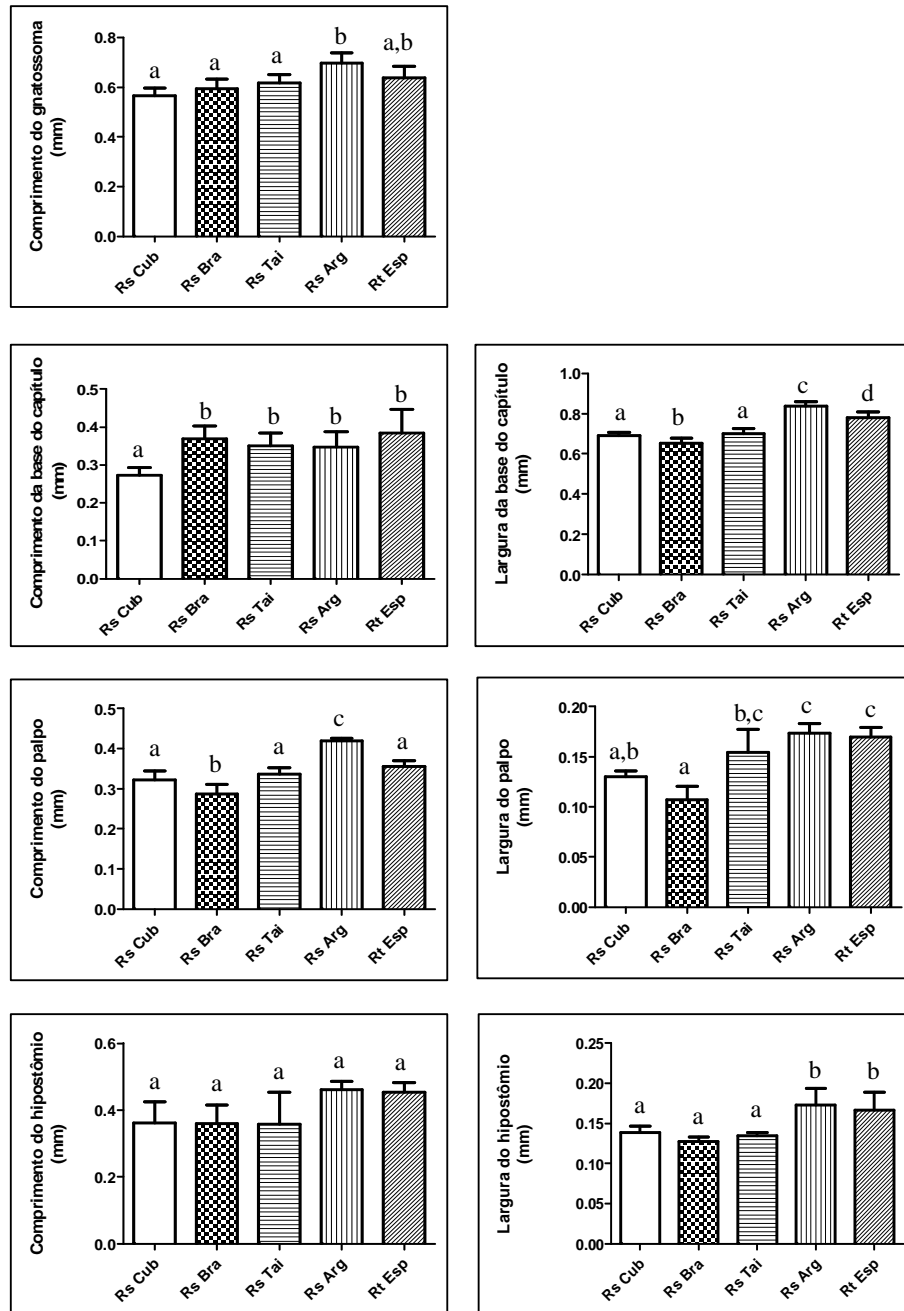 Comprimento do gnatossoma
(mm)
0.8
0.6
0.4
0.2
0.0
a
a
a
b
a,b
Rs Cub
Rs Bra
Rs Tai
Rs Arg
Rt Esp
Comprimento da base do capítulo
(mm)
0.5
0.4
0.3
0.2
0.1
0.0
a
b
b
b
b
Rs Cub
Rs Bra
Rs Tai
Rs Arg
Rt Esp
Largura da base do capítulo
(mm)
1.0
0.8
0.6
0.4
0.2
0.0
a
b
a
c
d
Rs Cub
Rs Bra
Rs Tai
Rs Arg
Rt Esp
Comprimento do palpo
(mm)
0.5
0.4
0.3
0.2
0.1
0.0
a
b
a
c
a
Rs Cub
Rs Bra
Rs Tai
Rs Arg
Rt Esp
Largura do palpo
(mm)
0.20
0.15
0.10
0.05
0.00
a,b
a
b,c
c
c
Rs Cub
Rs Bra
Rs Tai
Rs Arg
Rt Esp
Comprimento do hipostômio
(mm)
0.6
0.4
0.2
0.0
a
a
a
a
a
Rs Cub
Rs Bra
Rs Tai
Rs Arg
Rt Esp
Largura do hipostômio
(mm)
0.25
0.20
0.15
0.10
0.05
0.00
a
a
a
b
b
Rs Cub
Rs Bra
Rs Tai
Rs Arg
Rt Esp